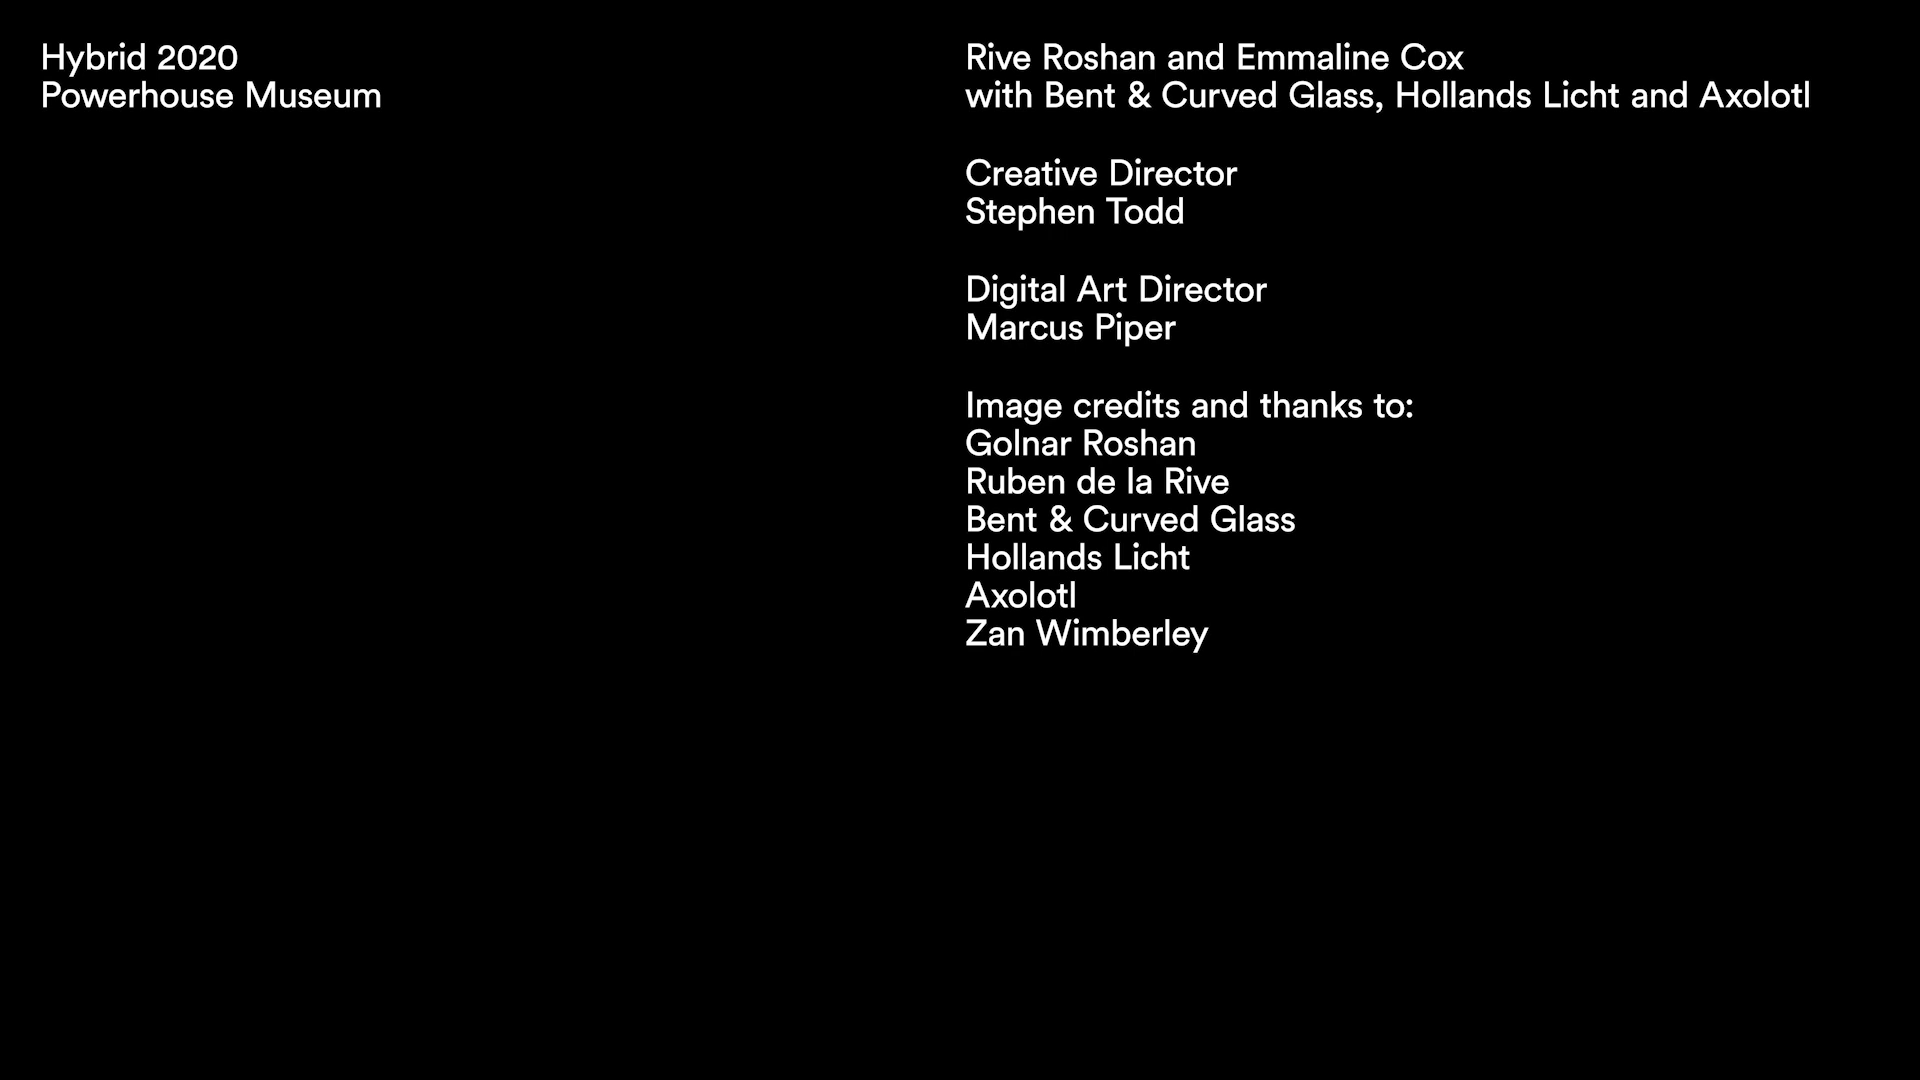 Hybrid 2020
Powerhouse Museum
Rive Roshan and Emmaline Cox
with Bent & Curved Glass, Hollands Licht and Axolotl
Creative Director
Stephen Todd
Digital Art Director
Marcus Piper
Image credits and thanks to:
Golnar Roshan
Ruben de la Rive
Bent & Curved Glass
Hollands Licht
Axolotl
Zan Wimberley